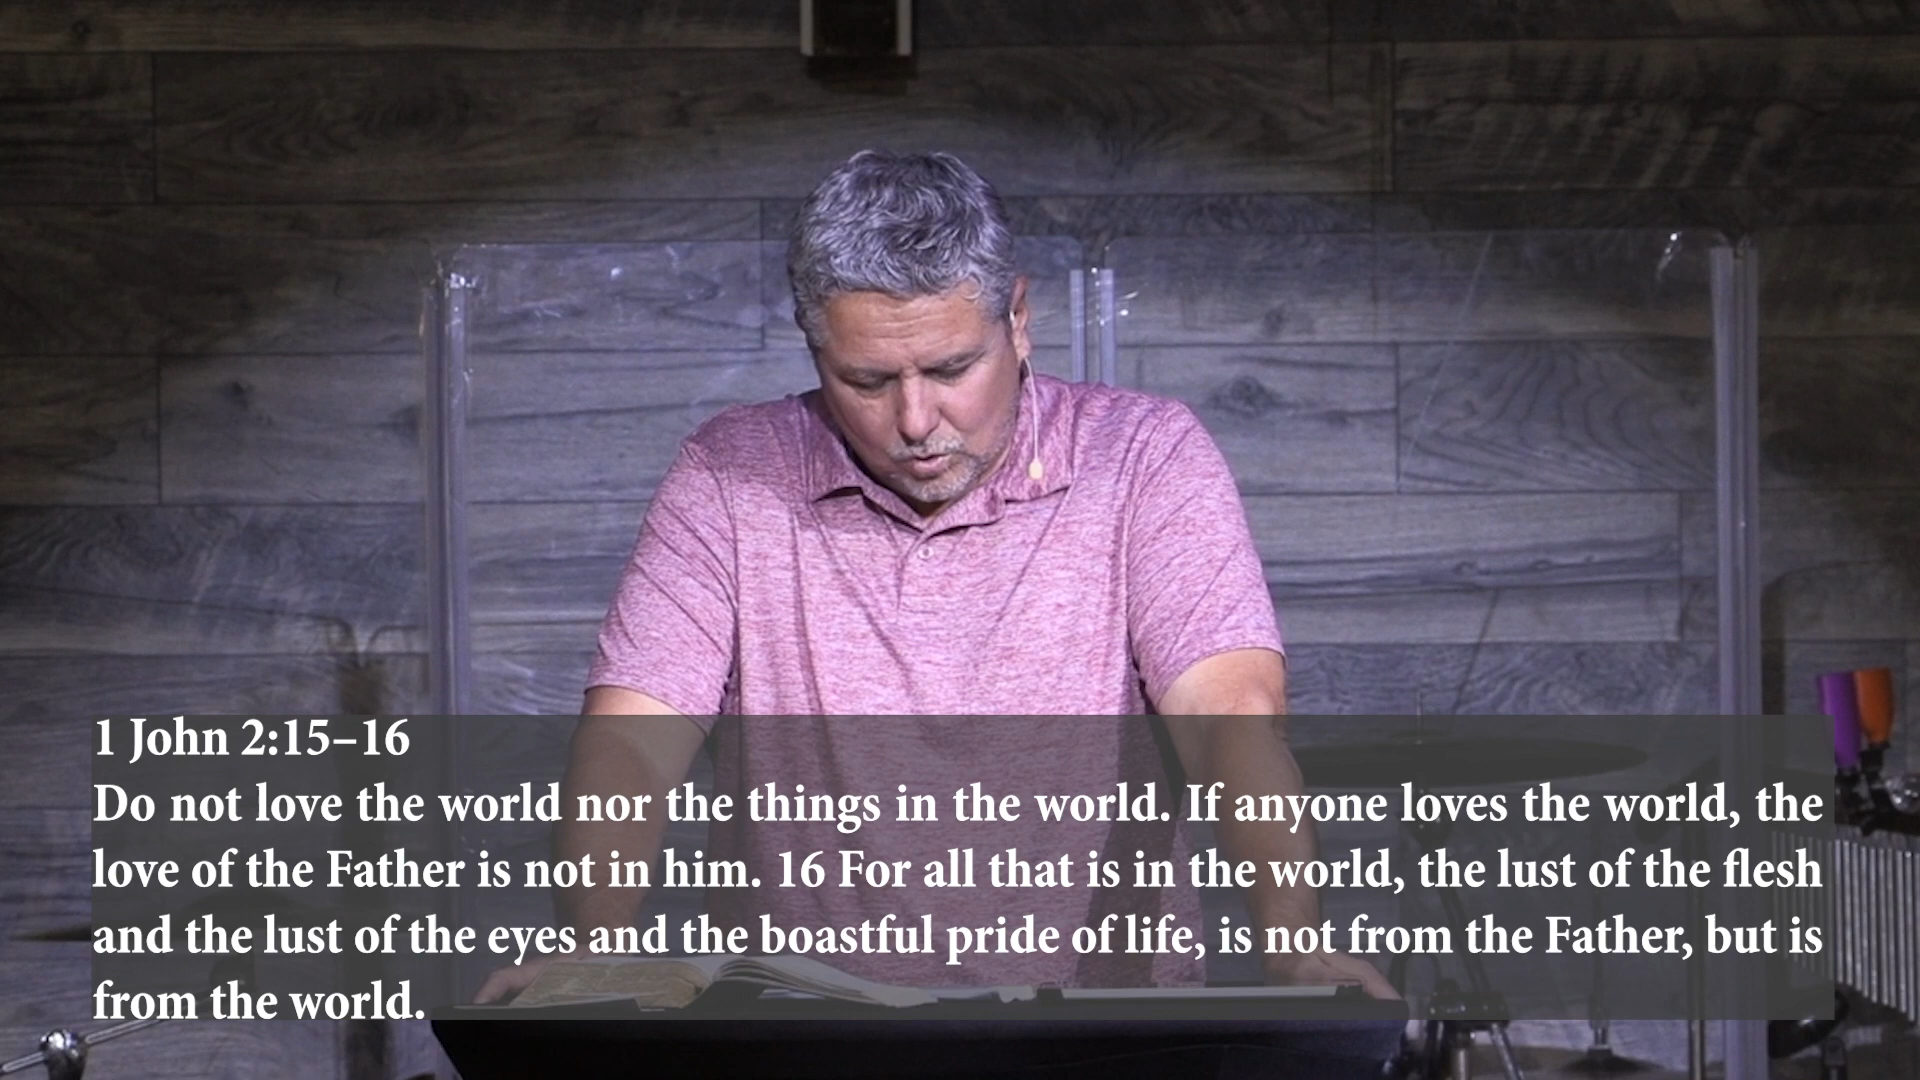 1 John 2:15–16
Do not love the world nor the things in the world. If anyone loves the world, the
love of the Father is not in him. 16 For all that is in the world, the lust of the flesh
and the lust of the eyes and the boastful pride of life, is not from the Father, but is
from the world.